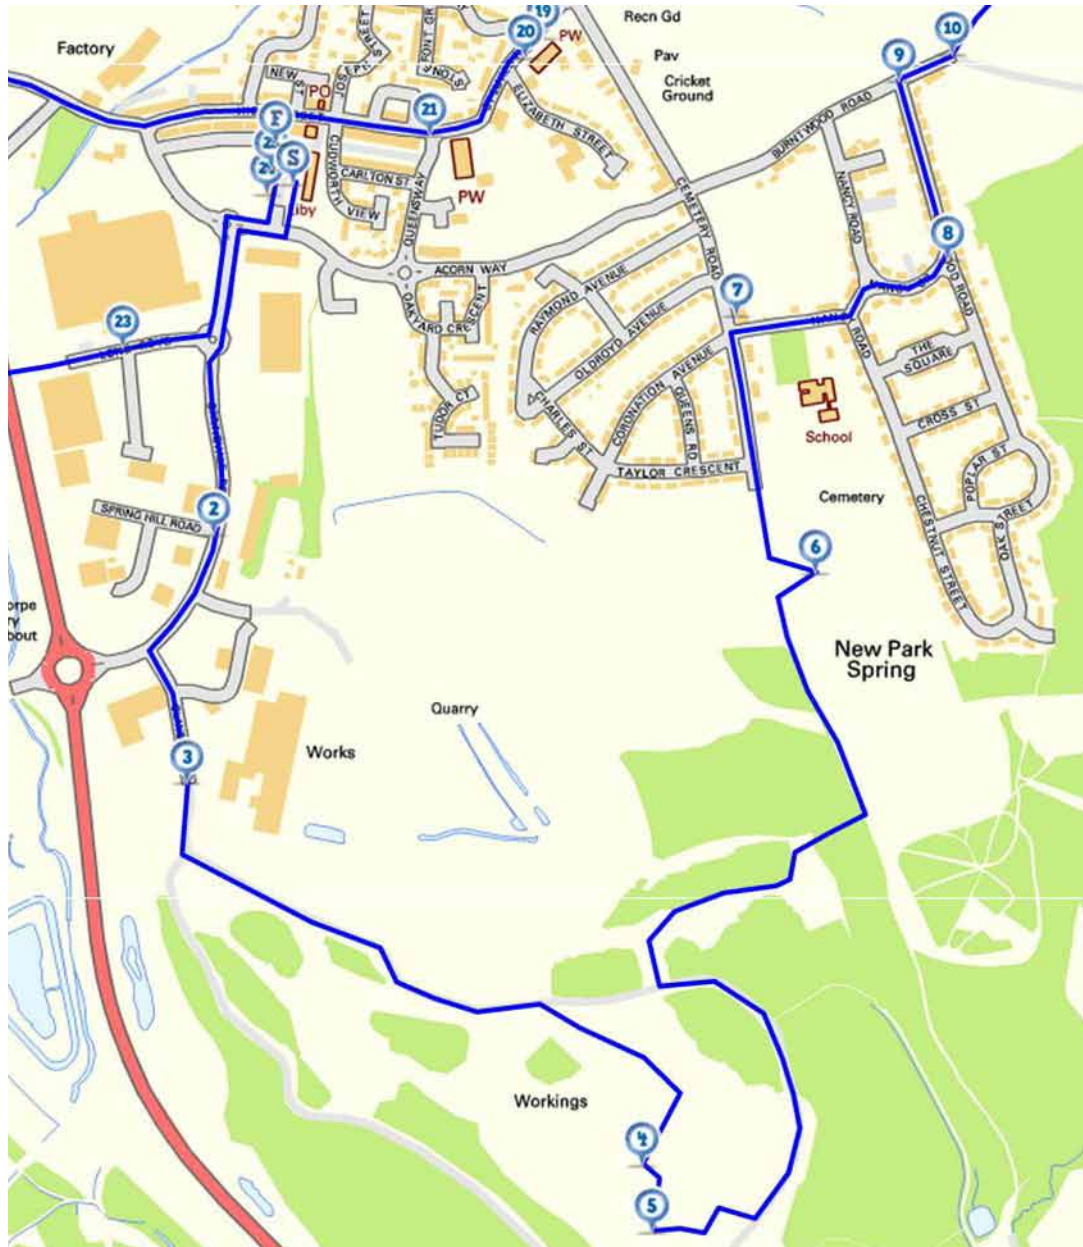 19
Recn Gd
20
PW
10
Factory
Pav
9
Cricket
Ground
NEW ST
PO
21
ELIZABETH STREET
BURNTWOOD ROAD
F
S
CARLTON ST
CUDWORTH
VIEW
PW
QUEENSWAY
CEMETERY ROAD
NANCY ROAD
8
ACORN WAY
RAYMOND AVENUE
7
OAKYARD CRESCENT
OLDROYD AVENUE
23
ROAD
THE
SQUARE
CORONATION AVENUE
QUEENS RD
CHARLES ST
TUDOR CT
CROSS ST
School
TAYLOR CRESCENT
POPLAR ST
Cemetery
2
SPRING HILL ROAD
CHESTNUT STREET
OAK STREET
6
New Park
Spring
Quarry
3
Works
Workings
4
5